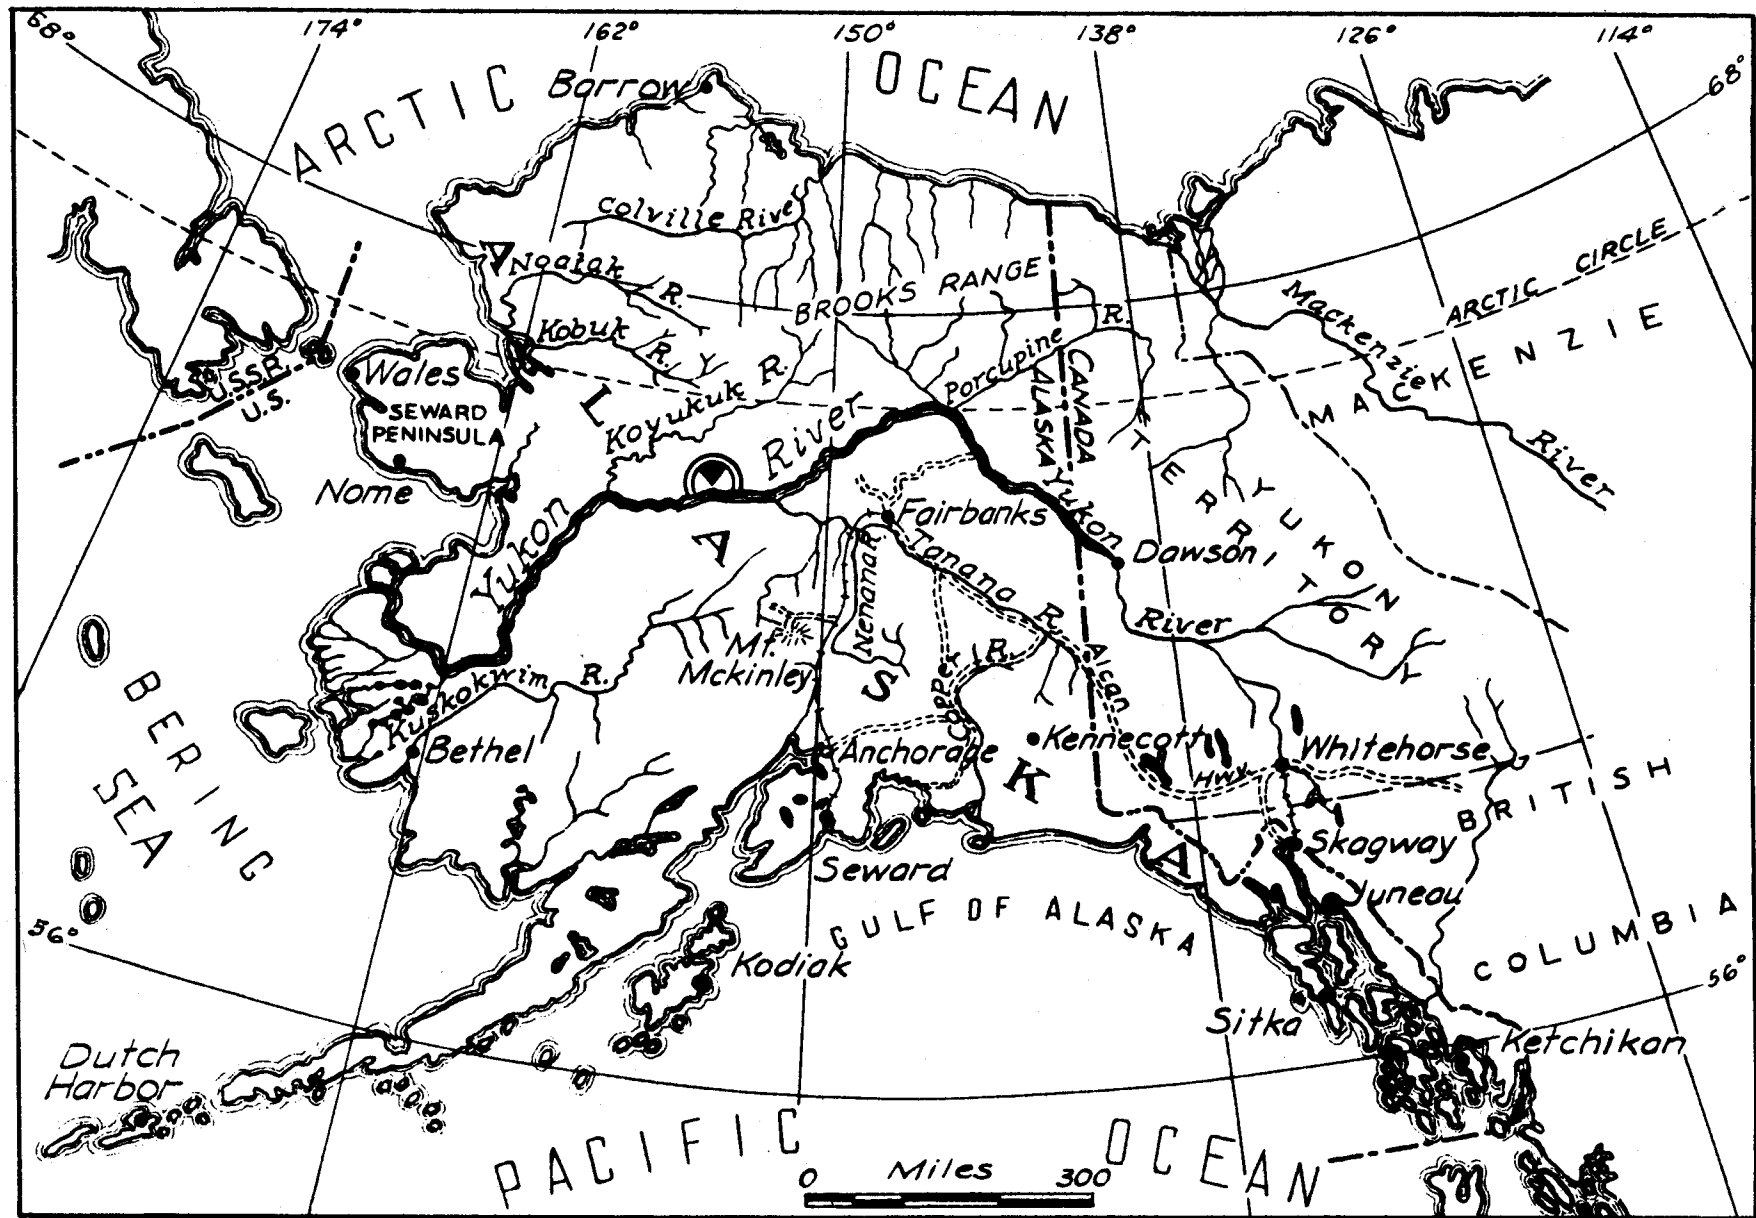 68°
174°
162°
150°
138°
126°
114°
68°
ARCTIC OCEAN
Barrow
Colville River
Noatak R.
BROOKS RANGE
ARCTIC CIRCLE
Kobuk R.
Porcupine R.
Mackenzie River
MACKENZIE
U.S.S.R.
U.S.
Wales
SEWARD
PENINSULA
Nome
Koyukuk R.
CANADA
ALASKA
ALASKA
Yukon River
Yukon River
YUKON
TERRITORY
Fairbanks
Dawson
Tanana R.
Nenana R.
Mt.
Mckinley
Kuskokwim R.
Copper R.
Alcan
Hwy.
Bethel
Anchorage
Kennecott
Whitehorse
BRITISH
COLUMBIA
BERING
SEA
Seward
Skagway
Juneau
GULF OF ALASKA
Kodiak
Sitka
Ketchikan
56°
56°
Dutch
Harbor
PACIFIC OCEAN
0 Miles 300